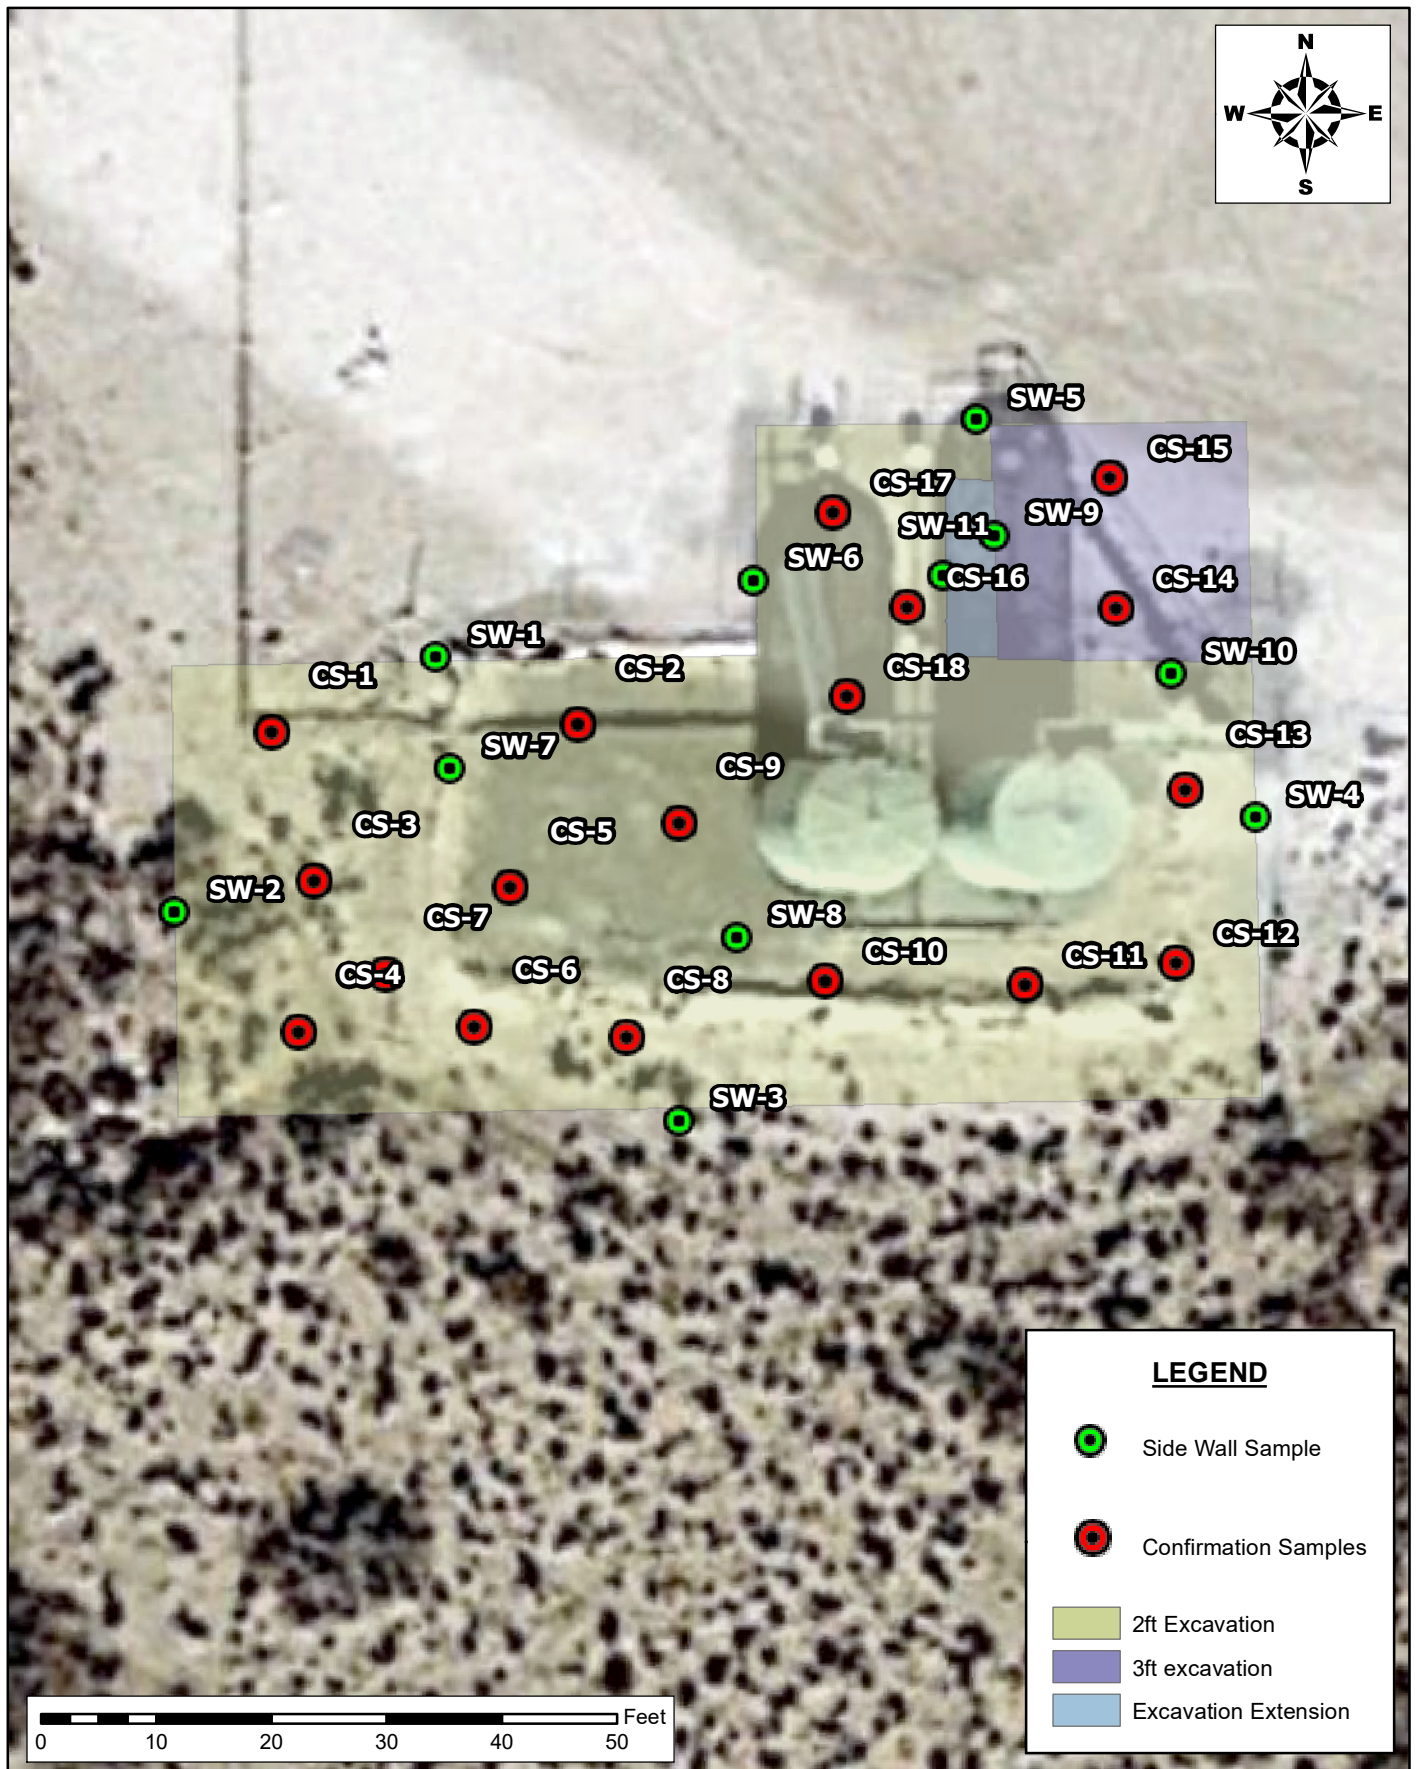 N
W E
S
SW-5
CS-15
CS-17
SW-9
SW-11
SW-6
CS-16
CS-14
SW-1
SW-10
CS-1
CS-2
CS-18
CS-13
SW-7
CS-9
SW-4
CS-3
CS-5
SW-2
CS-7
SW-8
CS-12
CS-10
CS-11
CS-4
CS-6
CS-8
SW-3
LEGEND
Side Wall Sample
Confirmation Samples
2ft Excavation
3ft excavation
Excavation Extension
Feet
0 10 20 30 40 50